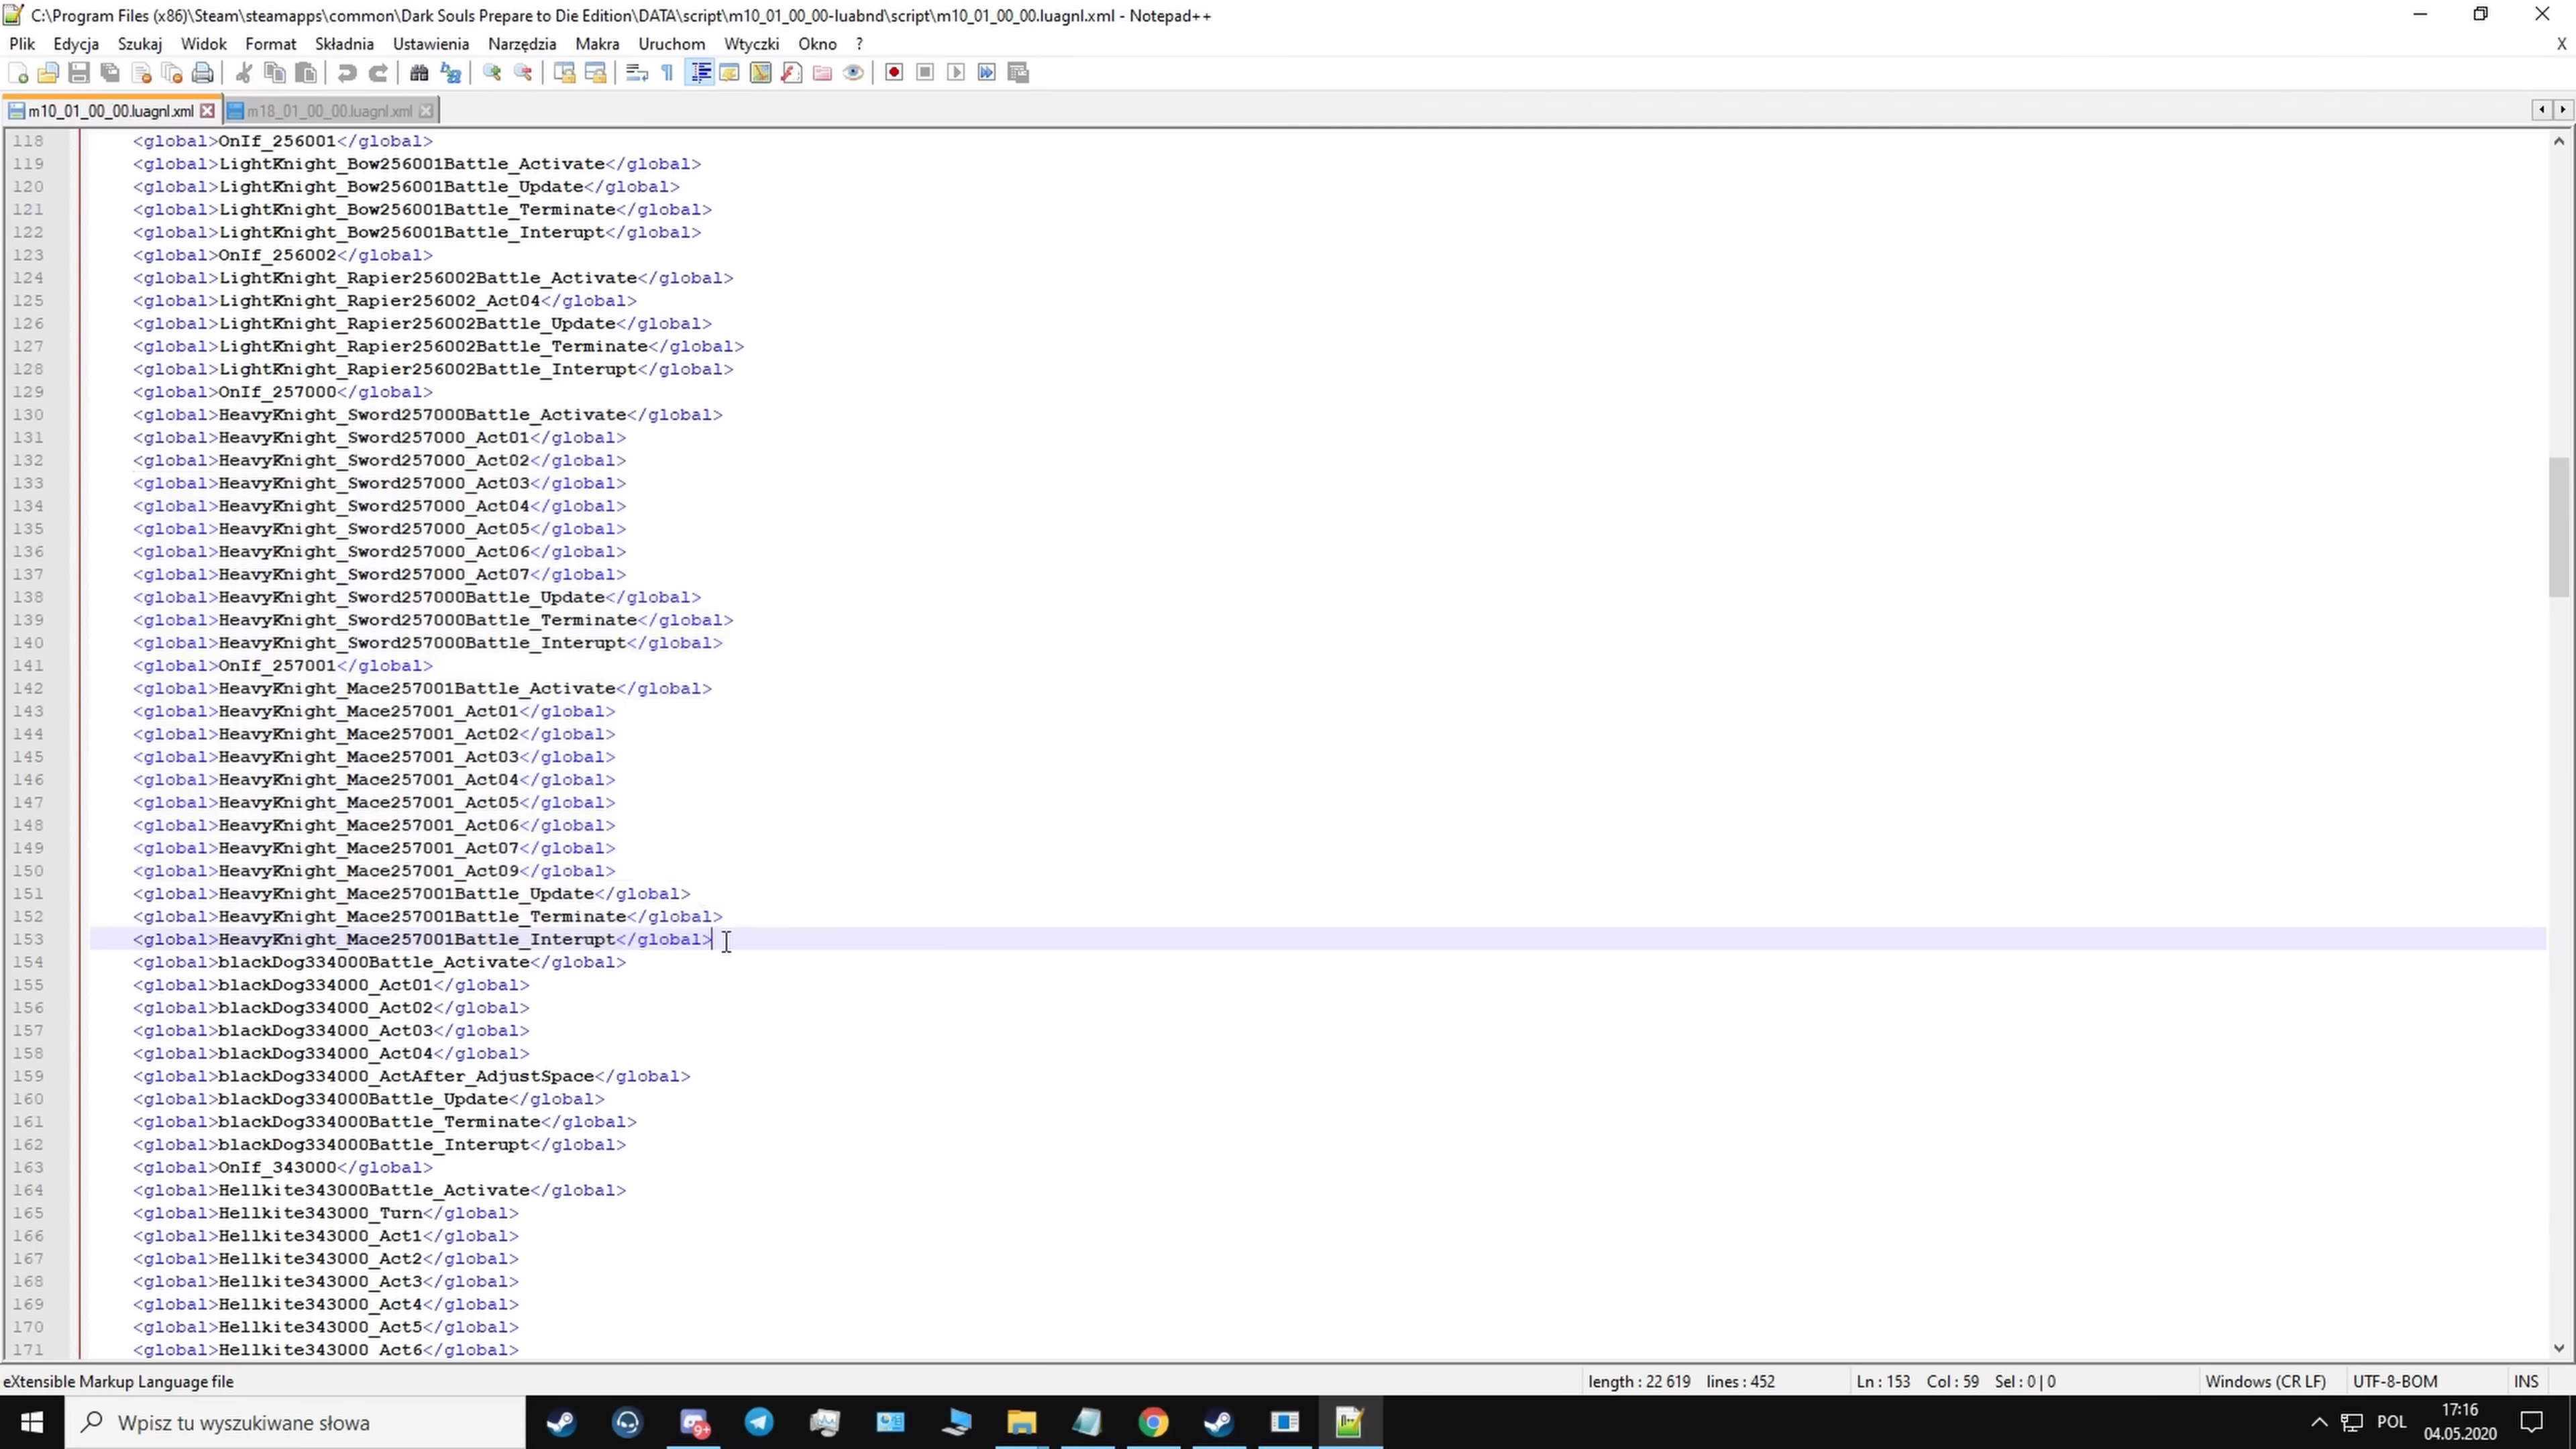 C:\Program Files (x86)\Steam\steamapps\common\Dark Souls Prepare to Die Edition\DATA\script\m10_01_00_00-luabnd\script\m10_01_00_00.luagnl.xml - Notepad++
Plik Edycja Szukaj Widok Format Składnia Ustawienia Narzędzia Makra Uruchom Wtyczki Okno ? X
m10_01_00_00.luagnl.xml m18_01_00_00.luagnl.xml
118 <global>OnIf_256001</global>
119 <global>LightKnight_Bow256001Battle_Activate</global>
120 <global>LightKnight_Bow256001Battle_Update</global>
121 <global>LightKnight_Bow256001Battle_Terminate</global>
122 <global>LightKnight_Bow256001Battle_Interupt</global>
123 <global>OnIf_256002</global>
124 <global>LightKnight_Rapier256002Battle_Activate</global>
125 <global>LightKnight_Rapier256002_Act04</global>
126 <global>LightKnight_Rapier256002Battle_Update</global>
127 <global>LightKnight_Rapier256002Battle_Terminate</global>
128 <global>LightKnight_Rapier256002Battle_Interupt</global>
129 <global>OnIf_257000</global>
130 <global>HeavyKnight_Sword257000Battle_Activate</global>
131 <global>HeavyKnight_Sword257000_Act01</global>
132 <global>HeavyKnight_Sword257000_Act02</global>
133 <global>HeavyKnight_Sword257000_Act03</global>
134 <global>HeavyKnight_Sword257000_Act04</global>
135 <global>HeavyKnight_Sword257000_Act05</global>
136 <global>HeavyKnight_Sword257000_Act06</global>
137 <global>HeavyKnight_Sword257000_Act07</global>
138 <global>HeavyKnight_Sword257000Battle_Update</global>
139 <global>HeavyKnight_Sword257000Battle_Terminate</global>
140 <global>HeavyKnight_Sword257000Battle_Interupt</global>
141 <global>OnIf_257001</global>
142 <global>HeavyKnight_Mace257001Battle_Activate</global>
143 <global>HeavyKnight_Mace257001_Act01</global>
144 <global>HeavyKnight_Mace257001_Act02</global>
145 <global>HeavyKnight_Mace257001_Act03</global>
146 <global>HeavyKnight_Mace257001_Act04</global>
147 <global>HeavyKnight_Mace257001_Act05</global>
148 <global>HeavyKnight_Mace257001_Act06</global>
149 <global>HeavyKnight_Mace257001_Act07</global>
150 <global>HeavyKnight_Mace257001_Act09</global>
151 <global>HeavyKnight_Mace257001Battle_Update</global>
152 <global>HeavyKnight_Mace257001Battle_Terminate</global>
153 <global>HeavyKnight_Mace257001Battle_Interupt</global>
154 <global>blackDog334000Battle_Activate</global>
155 <global>blackDog334000_Act01</global>
156 <global>blackDog334000_Act02</global>
157 <global>blackDog334000_Act03</global>
158 <global>blackDog334000_Act04</global>
159 <global>blackDog334000_ActAfter_AdjustSpace</global>
160 <global>blackDog334000Battle_Update</global>
161 <global>blackDog334000Battle_Terminate</global>
162 <global>blackDog334000Battle_Interupt</global>
163 <global>OnIf_343000</global>
164 <global>Hellkite343000Battle_Activate</global>
165 <global>Hellkite343000_Turn</global>
166 <global>Hellkite343000_Act1</global>
167 <global>Hellkite343000_Act2</global>
168 <global>Hellkite343000_Act3</global>
169 <global>Hellkite343000_Act4</global>
170 <global>Hellkite343000_Act5</global>
171 <global>Hellkite343000_Act6</global>
eXtensible Markup Language file length : 22 619 lines : 452 Ln : 153 Col : 59 Sel : 0 | 0 Windows (CR LF) UTF-8-BOM INS
Wpisz tu wyszukiwane słowa 9+ POL 17:16
04.05.2020